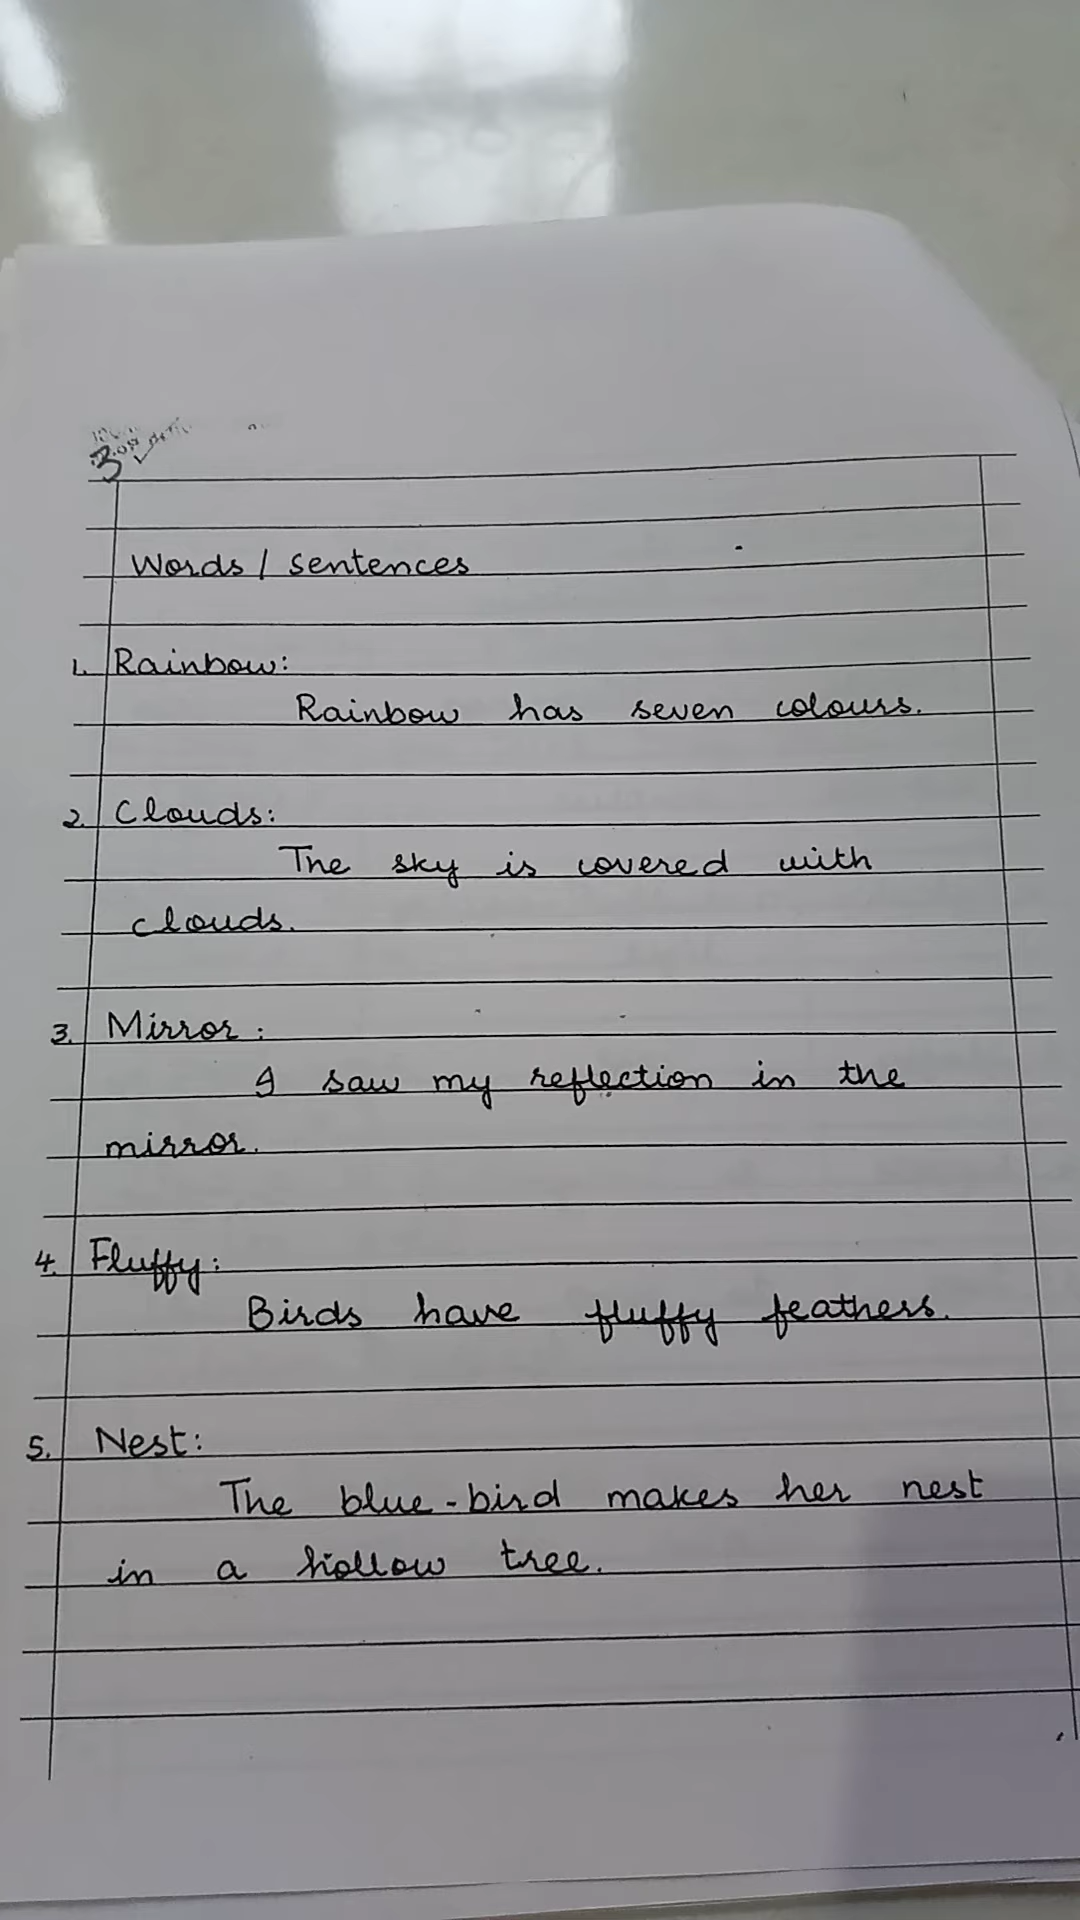 3
Words / sentences
1. Rainbow:
Rainbow has seven colours.
2. Clouds:
The sky is covered with
clouds.
3. Mirror:
I saw my reflection in the
mirror.
4. Fluffy:
Birds have fluffy feathers.
5. Nest:
The blue-bird makes her nest
in a hollow tree.